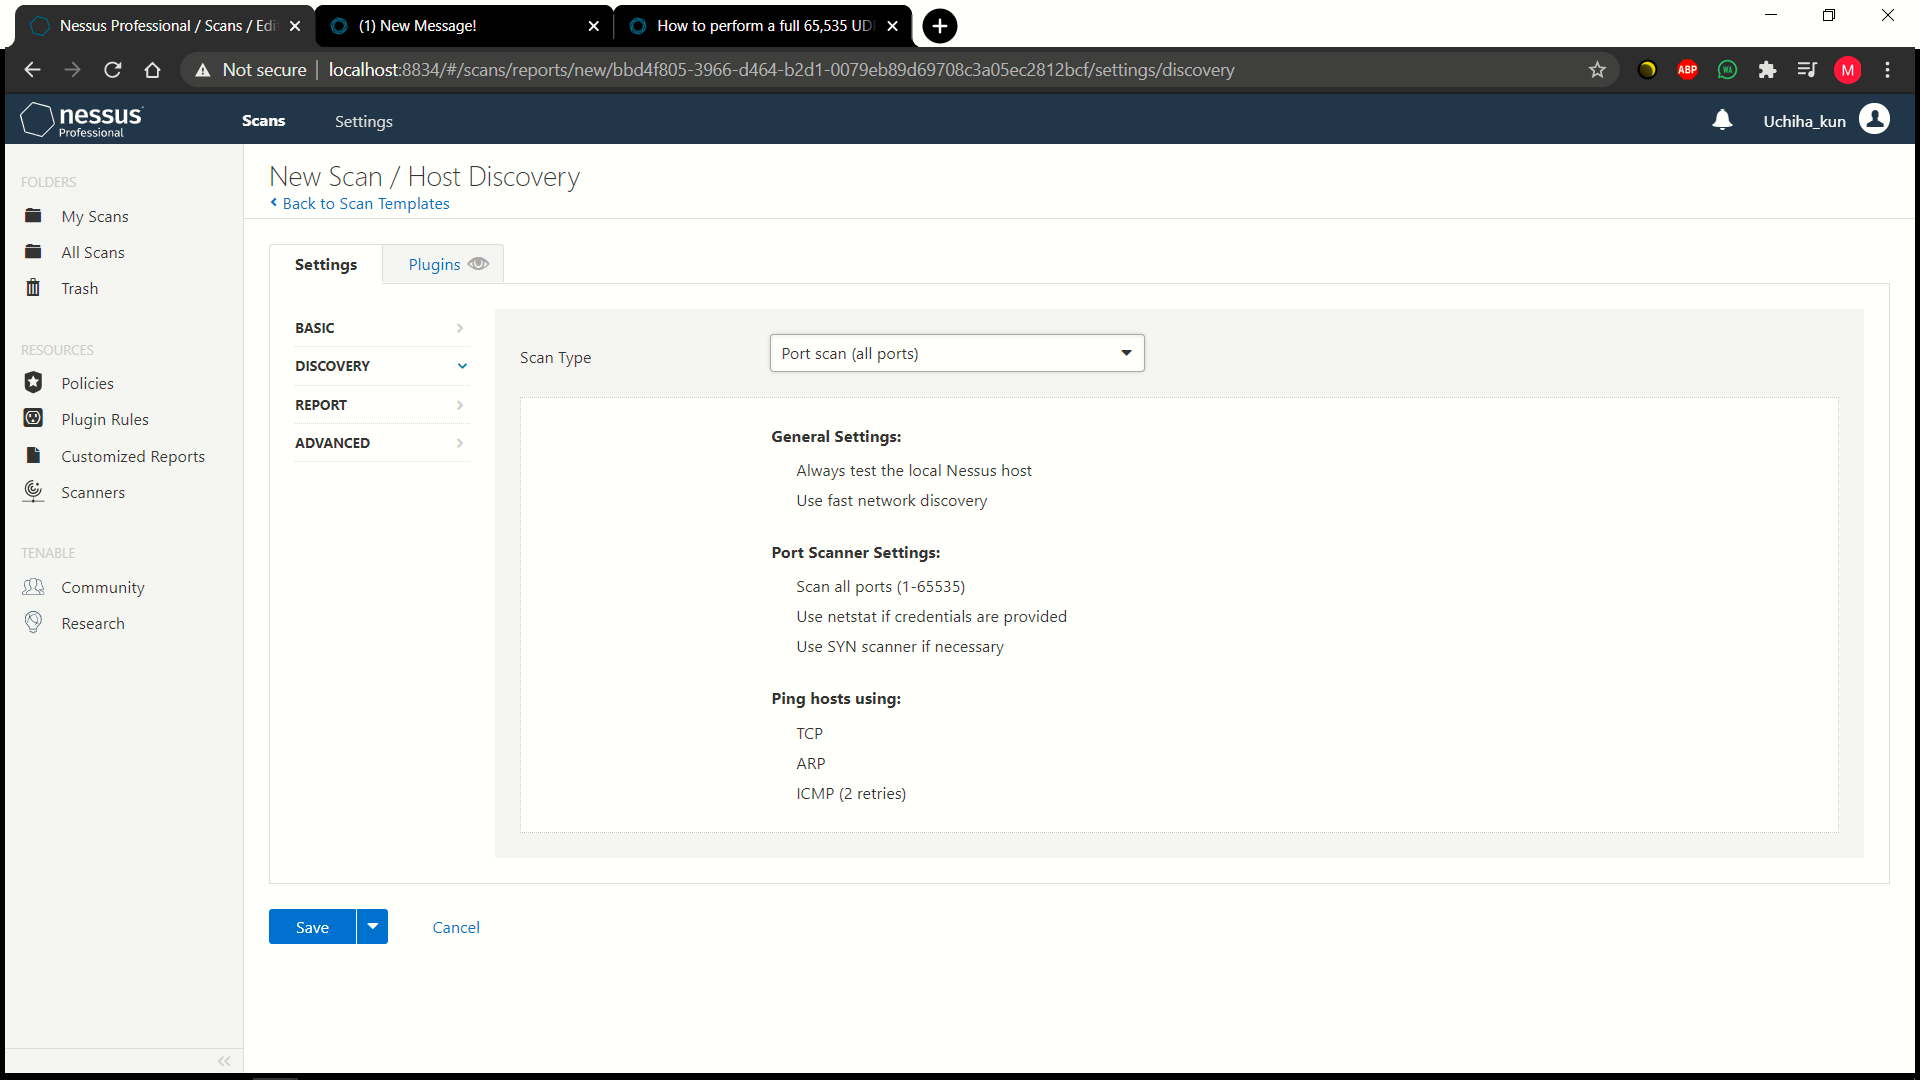 Nessus Professional / Scans / Edi
(1) New Message!
How to perform a full 65,535 UD
Not secure
localhost:8834/#/scans/reports/new/bbd4f805-3966-d464-b2d1-0079eb89d69708c3a05ec2812bcf/settings/discovery
ABP
WA
M
nessus
Professional
Scans
Settings
Uchiha_kun
FOLDERS
My Scans
All Scans
Trash
RESOURCES
Policies
Plugin Rules
Customized Reports
Scanners
TENABLE
Community
Research
New Scan / Host Discovery
Back to Scan Templates
Settings
Plugins
BASIC
DISCOVERY
REPORT
ADVANCED
Scan Type
Port scan (all ports)
General Settings:
Always test the local Nessus host
Use fast network discovery
Port Scanner Settings:
Scan all ports (1-65535)
Use netstat if credentials are provided
Use SYN scanner if necessary
Ping hosts using:
TCP
ARP
ICMP (2 retries)
Save
Cancel